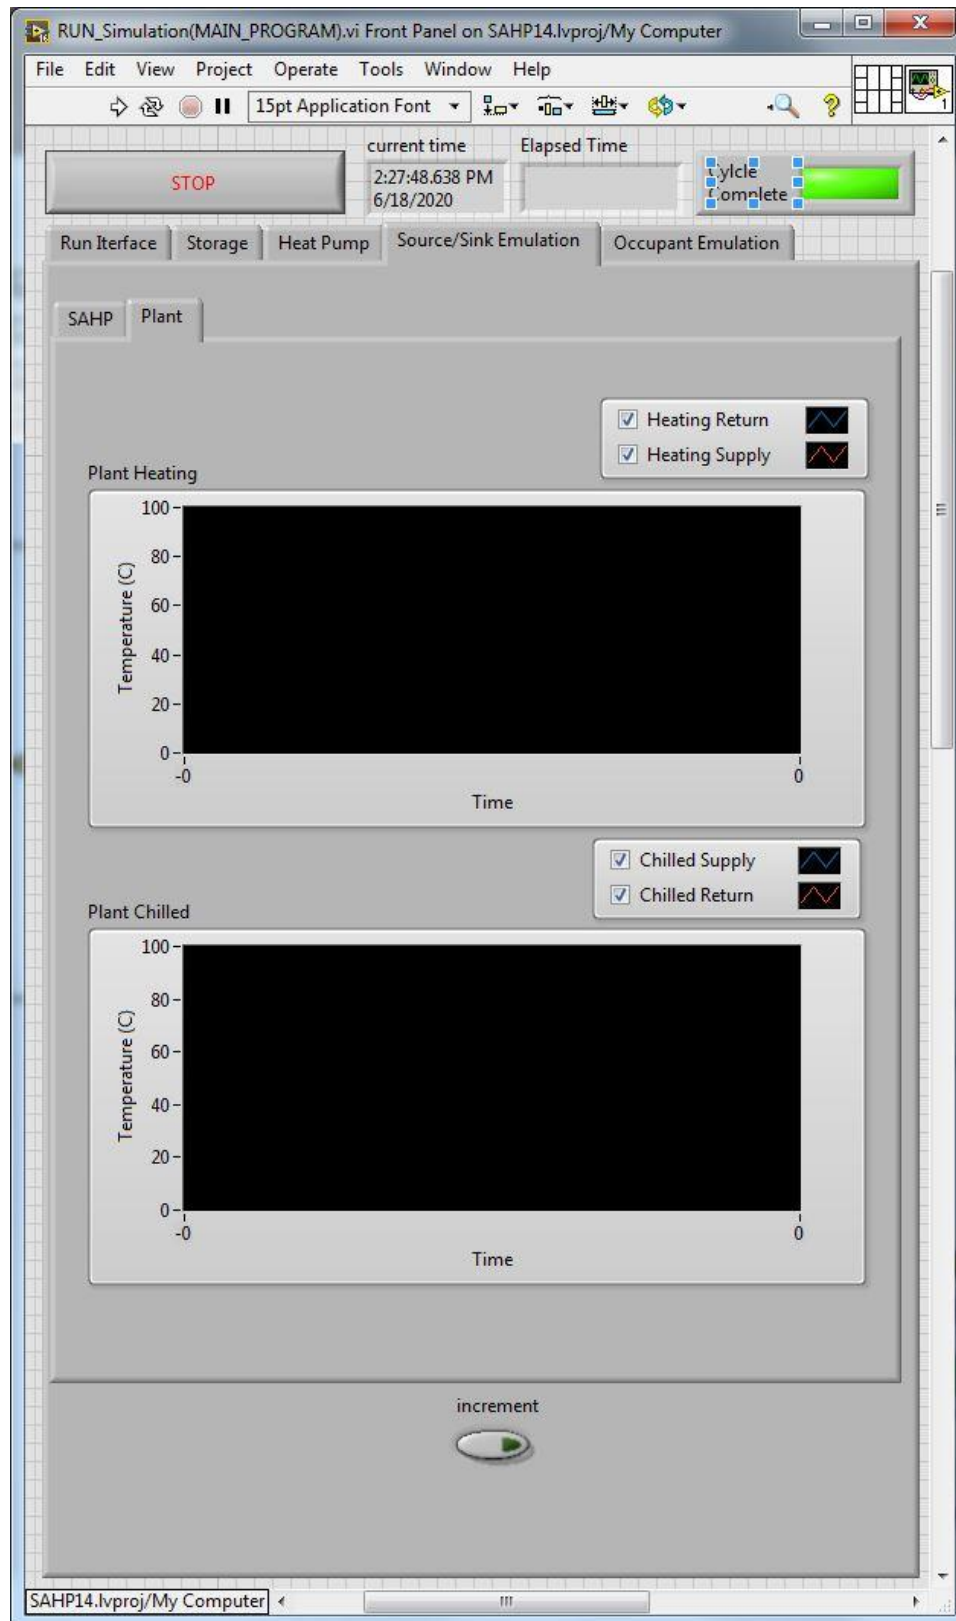 RUN_Simulation(MAIN_PROGRAM).vi Front Panel on SAHP14.lvproj/My Computer
File Edit View Project Operate Tools Window Help
15pt Application Font
1
current time
Elapsed Time
STOP
2:27:48.638 PM
6/18/2020
Cylcle
Complete
Run Iterface Storage Heat Pump Source/Sink Emulation Occupant Emulation
SAHP Plant
Heating Return
Heating Supply
Plant Heating
100
80
60
40
20
0
Temperature (C)
-0 0
Time
Chilled Supply
Chilled Return
Plant Chilled
100
80
60
40
20
0
Temperature (C)
-0 0
Time
increment
SAHP14.lvproj/My Computer